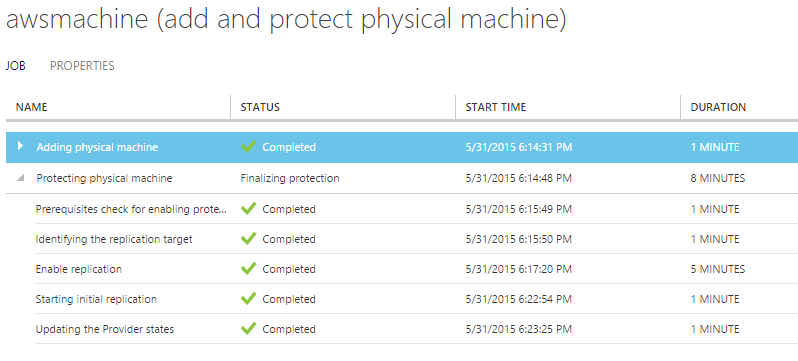 awsmachine (add and protect physical machine)
JOB PROPERTIES
NAME STATUS START TIME DURATION
Adding physical machine Completed 5/31/2015 6:14:31 PM 1 MINUTE
Protecting physical machine Finalizing protection 5/31/2015 6:14:48 PM 8 MINUTES
Prerequisites check for enabling prote... Completed 5/31/2015 6:15:49 PM 1 MINUTE
Identifying the replication target Completed 5/31/2015 6:15:50 PM 1 MINUTE
Enable replication Completed 5/31/2015 6:17:20 PM 5 MINUTES
Starting initial replication Completed 5/31/2015 6:22:54 PM 1 MINUTE
Updating the Provider states Completed 5/31/2015 6:23:25 PM 1 MINUTE